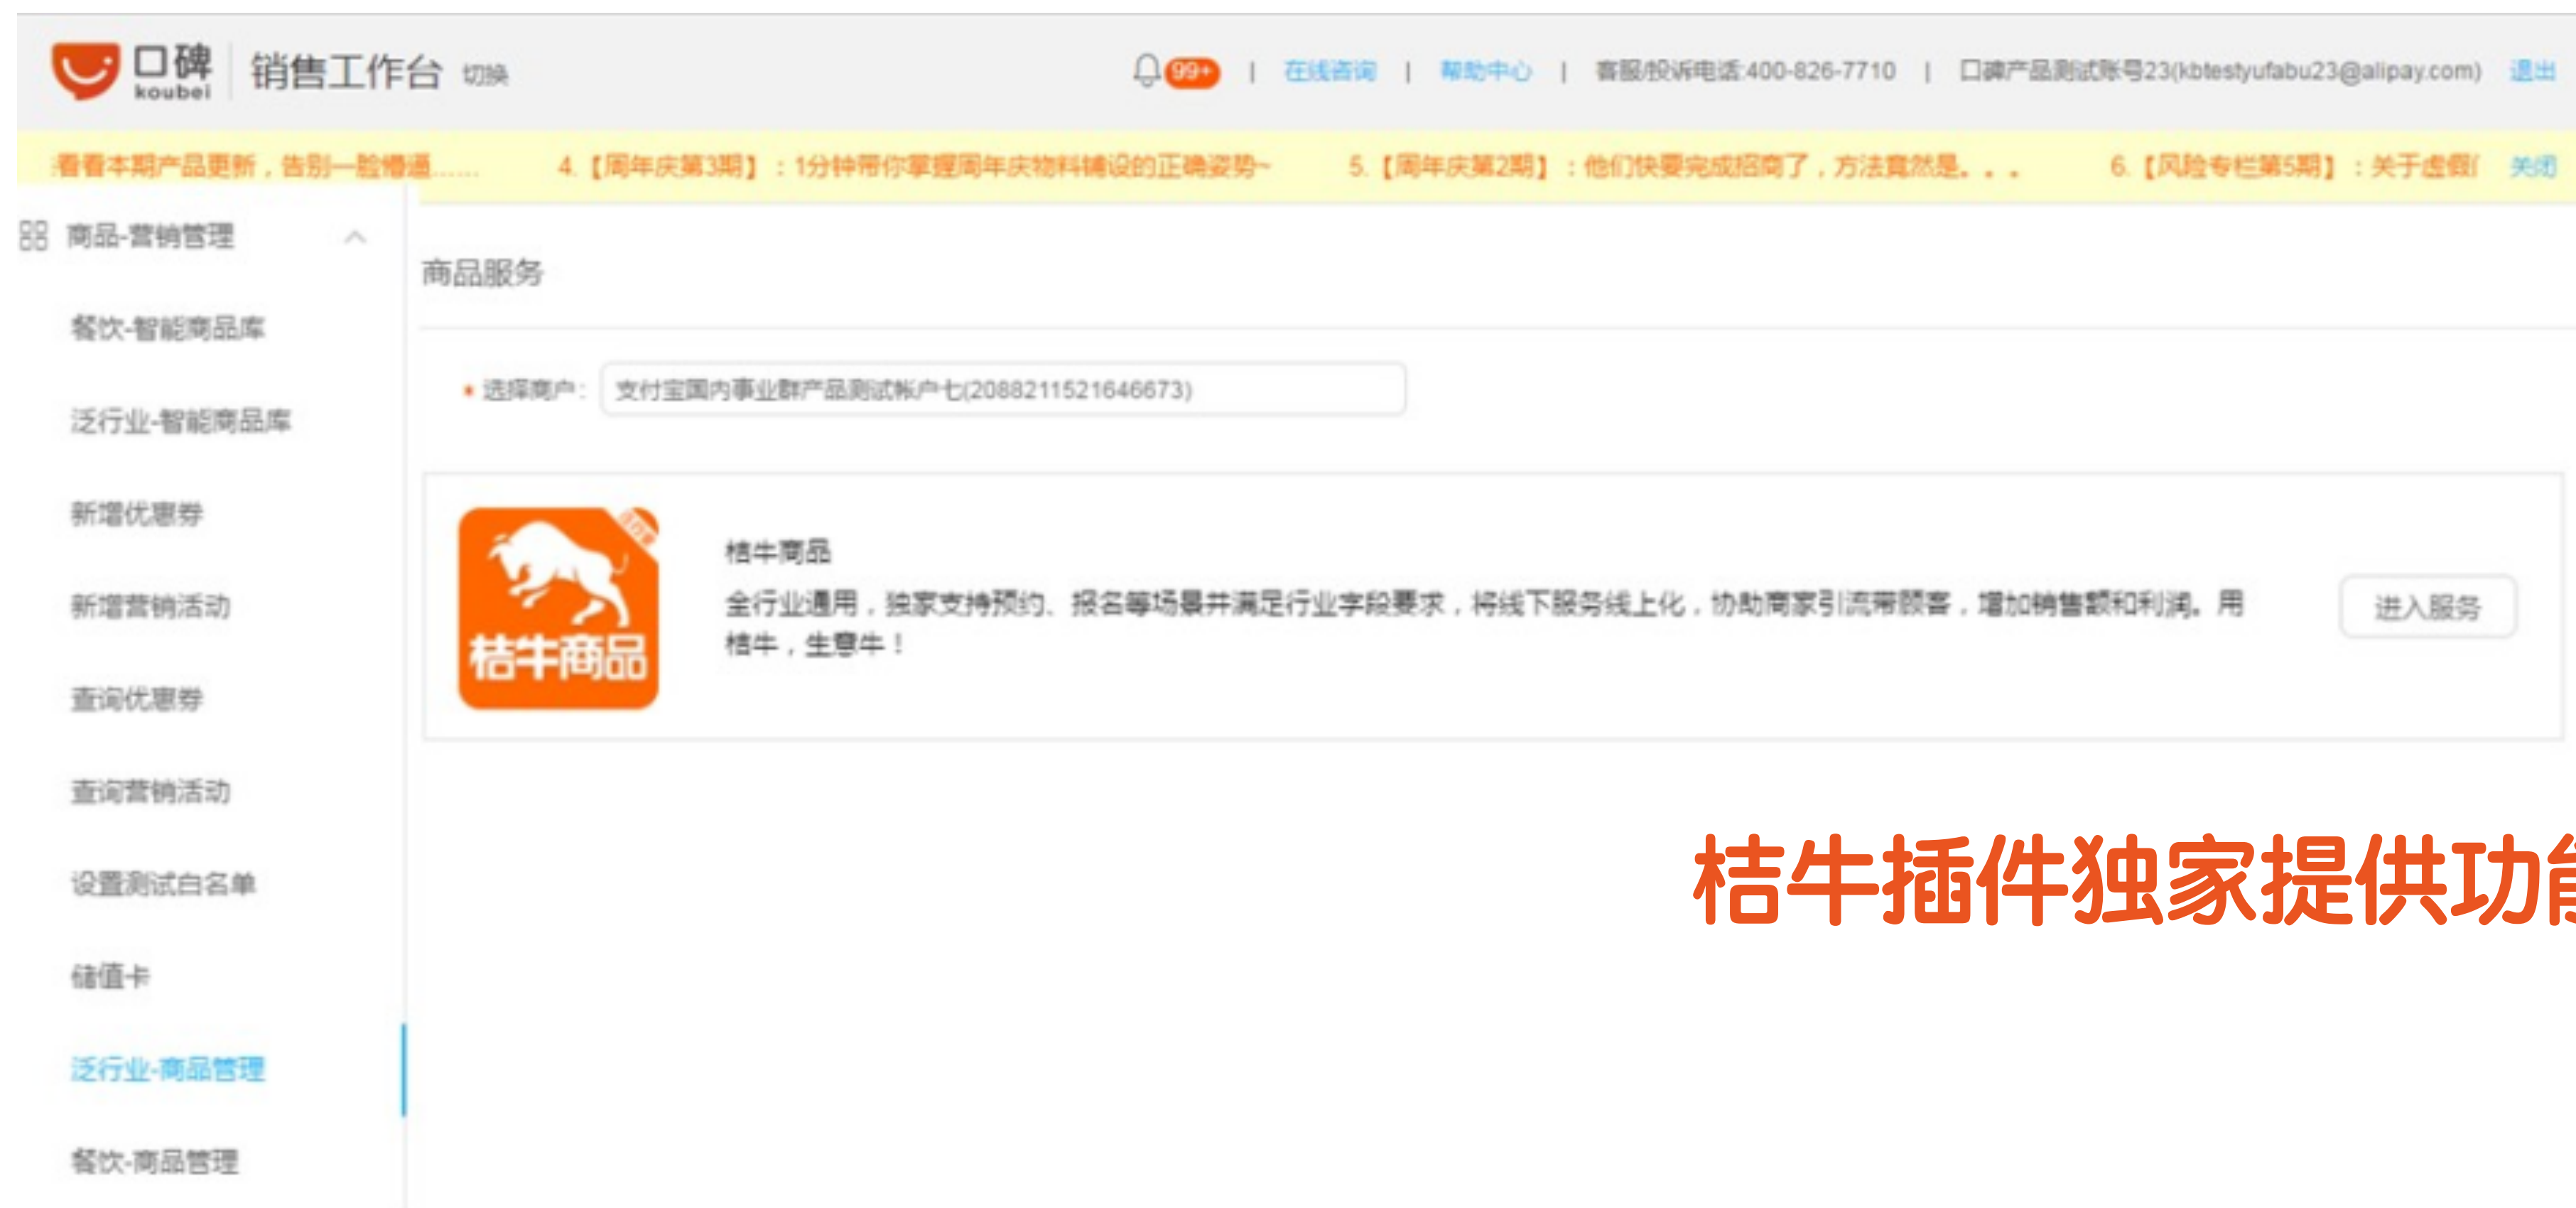 口碑 koubei 销售工作台 切换 99+ | 在线咨询 | 帮助中心 | 客服/投诉电话:400-826-7710 | 口碑产品测试账号23(kbtestyufabu23@alipay.com) 退出
看看本期产品更新，告别一脸懵逼...... 4.【周年庆第3期】：1分钟带你掌握周年庆物料铺设的正确姿势~ 5.【周年庆第2期】：他们快要完成招商了，方法竟然是。。。 6.【风险专栏第5期】：关于虚假 关闭
商品-营销管理
商品服务
餐饮-智能商品库
* 选择商户： 支付宝国内事业群产品测试帐户七(2088211521646673)
泛行业-智能商品库
新增优惠券
新增营销活动
查询优惠券
查询营销活动
设置测试白名单
储值卡
泛行业-商品管理
餐饮-商品管理
桔牛商品
桔牛商品
全行业通用，独家支持预约、报名等场景并满足行业字段要求，将线下服务线上化，协助商家引流带顾客，增加销售额和利润。用
桔牛，生意牛！
进入服务
桔牛插件独家提供功能